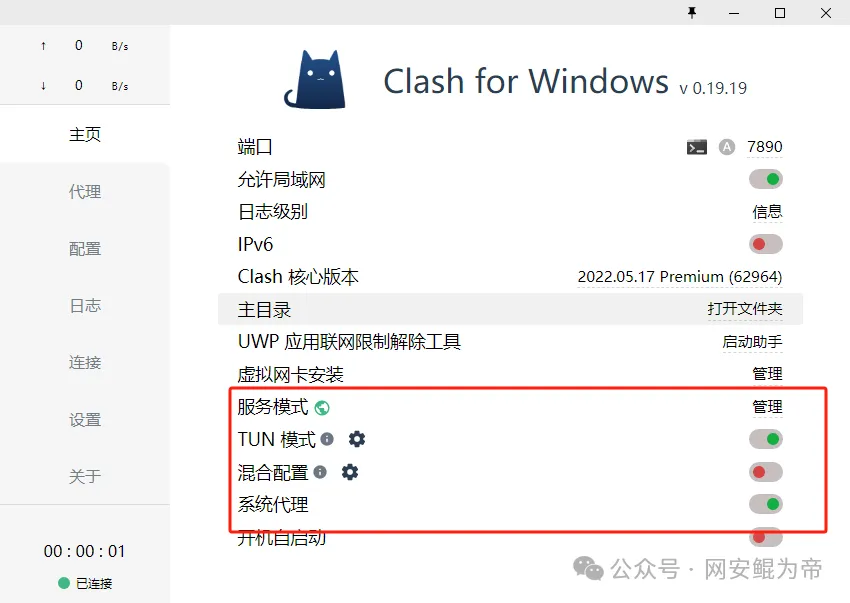 ↑ 0 B/s
↓ 0 B/s
主页
代理
配置
日志
连接
设置
关于
00 : 00 : 01
已连接
Clash for Windows v 0.19.19
端口 A 7890
允许局域网
日志级别 信息
IPv6
Clash 核心版本 2022.05.17 Premium (62964)
主目录 打开文件夹
UWP 应用联网限制解除工具 启动助手
虚拟网卡安装 管理
服务模式 管理
TUN 模式
混合配置
系统代理
开机自启动
公众号 · 网安鲲为帝